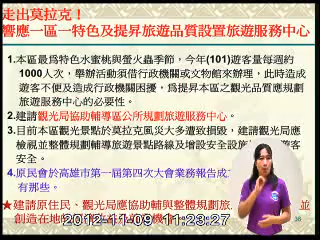 走出莫拉克！
響應一區一特色及提昇旅遊品質設置旅遊服務中心
1.本區最為特色水蜜桃與螢火蟲季節，今年(101)遊客量每週約
1000人次，舉辦活動須借行政機關或文物館來辦理，此時造成
遊客不便及造成行政機關困擾，為提昇本區之觀光品質應規劃
旅遊服務中心的必要性。
2.建請觀光局協助輔導區公所規劃旅遊服務中心。
3.目前本區觀光景點於莫拉克風災大多遭致損毀，建請觀光局應
檢視並整體規劃輔導旅遊景點路線及增設安全設施
安全。
4.原民會於高雄市第一屆第四次大會業務報告成
有那些。
★建請原住民、觀光局應協助輔與整體規劃旅
創造在地
2012-11-09 11:23:27
36